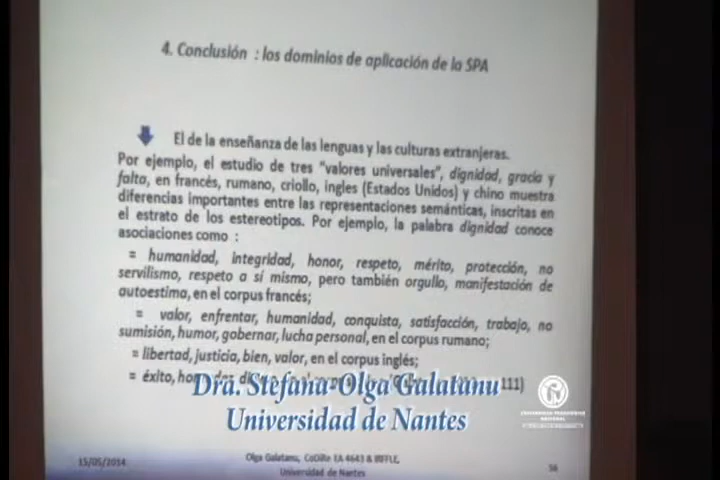 4. Conclusión : los dominios de aplicación de la SPA
El de la enseñanza de las lenguas y las culturas extranjeras.
Por ejemplo, el estudio de tres "valores universales", dignidad, gracia y
falta, en francés, rumano, criollo, ingles (Estados Unidos) y chino muestra
diferencias importantes entre las representaciones semánticas, inscritas en
el estrato de los estereotipos. Por ejemplo, la palabra dignidad conoce
asociaciones como :
= humanidad, integridad, honor, respeto, mérito, protección, no
servilismo, respeto a sí mismo, pero también orgullo, manifestación de
autoestima, en el corpus francés;
= valor, enfrentar, humanidad, conquista, satisfacción, trabajo, no
sumisión, humor, gobernar, lucha personal, en el corpus rumano;
= libertad, justicia, bien, valor, en el corpus inglés;
= éxito, 111)
Dra. Stefana-Olga Galatanu
Universidad de Nantes
UNIVERSIDAD PEDAGOGICA
NACIONAL
15/05/2014
Olga Galatanu, CoDiRe EA 4643 & IRFFLE,
Universidad de Nantes
56